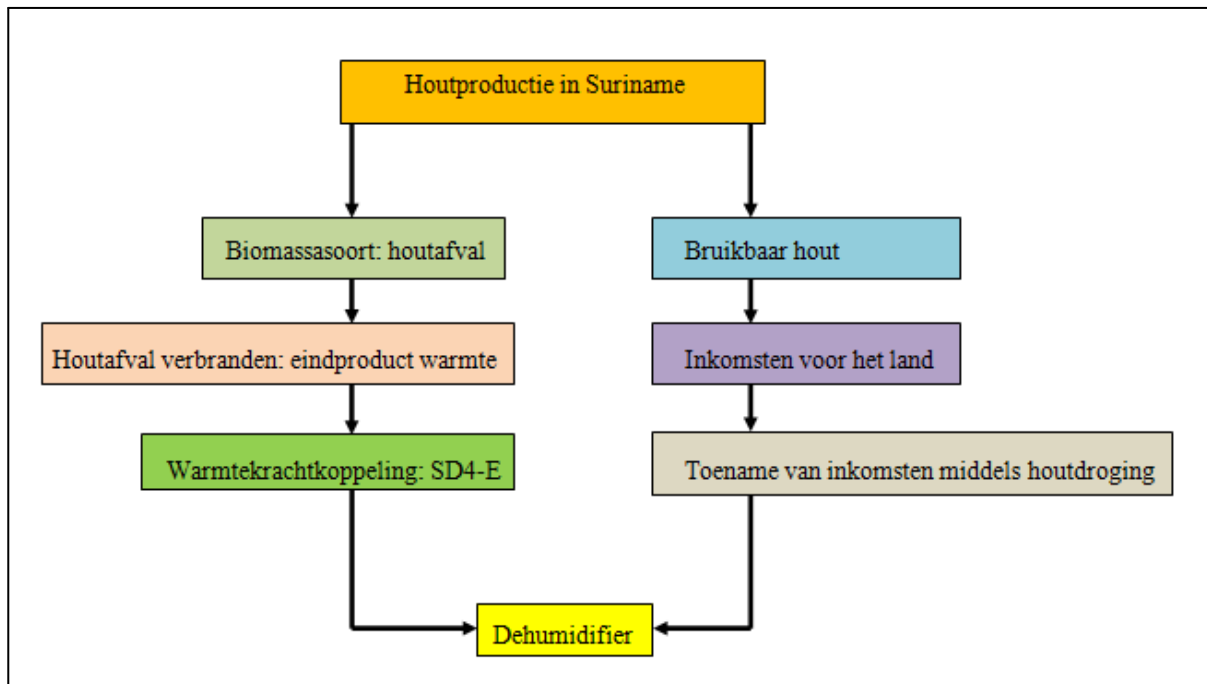 Houtproductie in Suriname
Biomassasoort: houtafval
Bruikbaar hout
Houtafval verbranden: eindproduct warmte
Inkomsten voor het land
Warmtekrachtkoppeling: SD4-E
Toename van inkomsten middels houtdroging
Dehumidifier